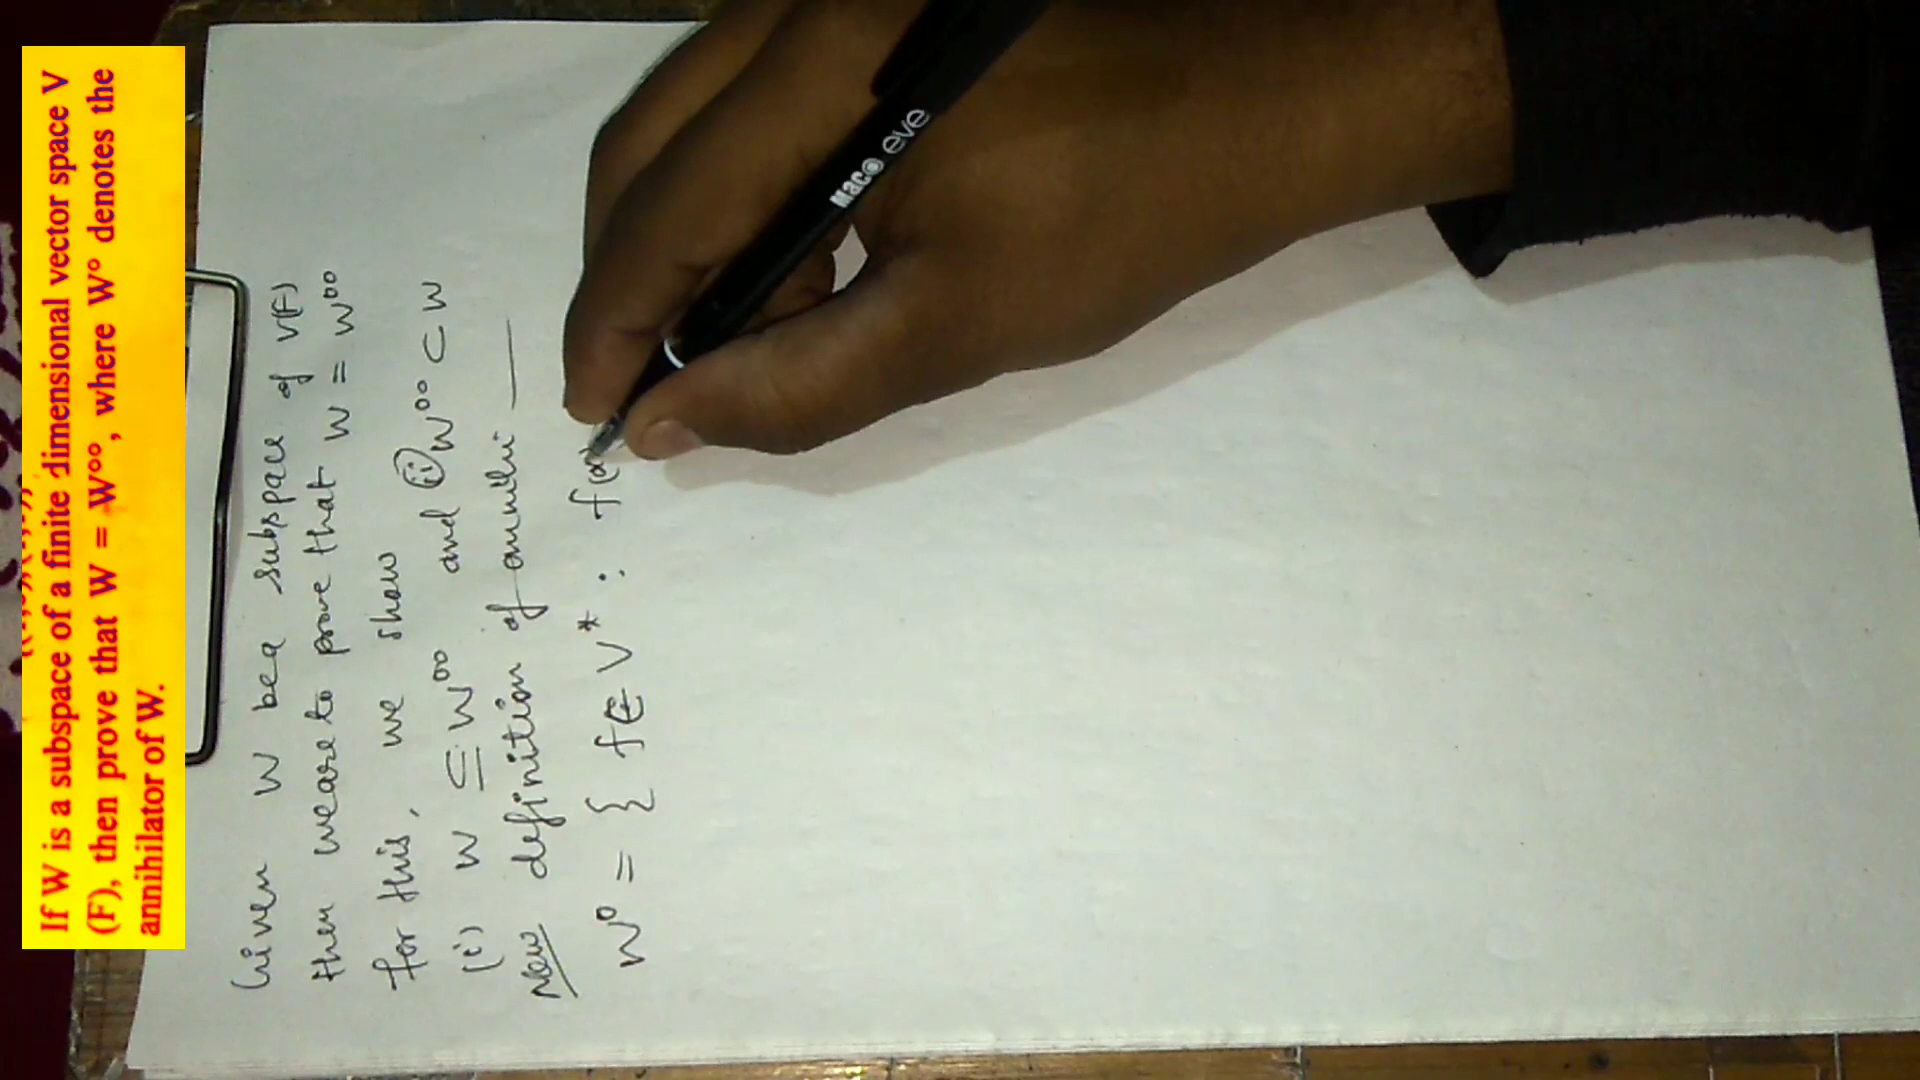 If W is a subspace of a finite dimensional vector space V
(F), then prove that W = W°°, where W° denotes the
annihilator of W.
Given W be a subspace of V(F)
then we are to prove that W = W°°
for this, we show
(i) W ⊆ W°° and (ii) W°° ⊂ W
Now definition of
W° = { f ∈ V* : f(α)
Maco eve